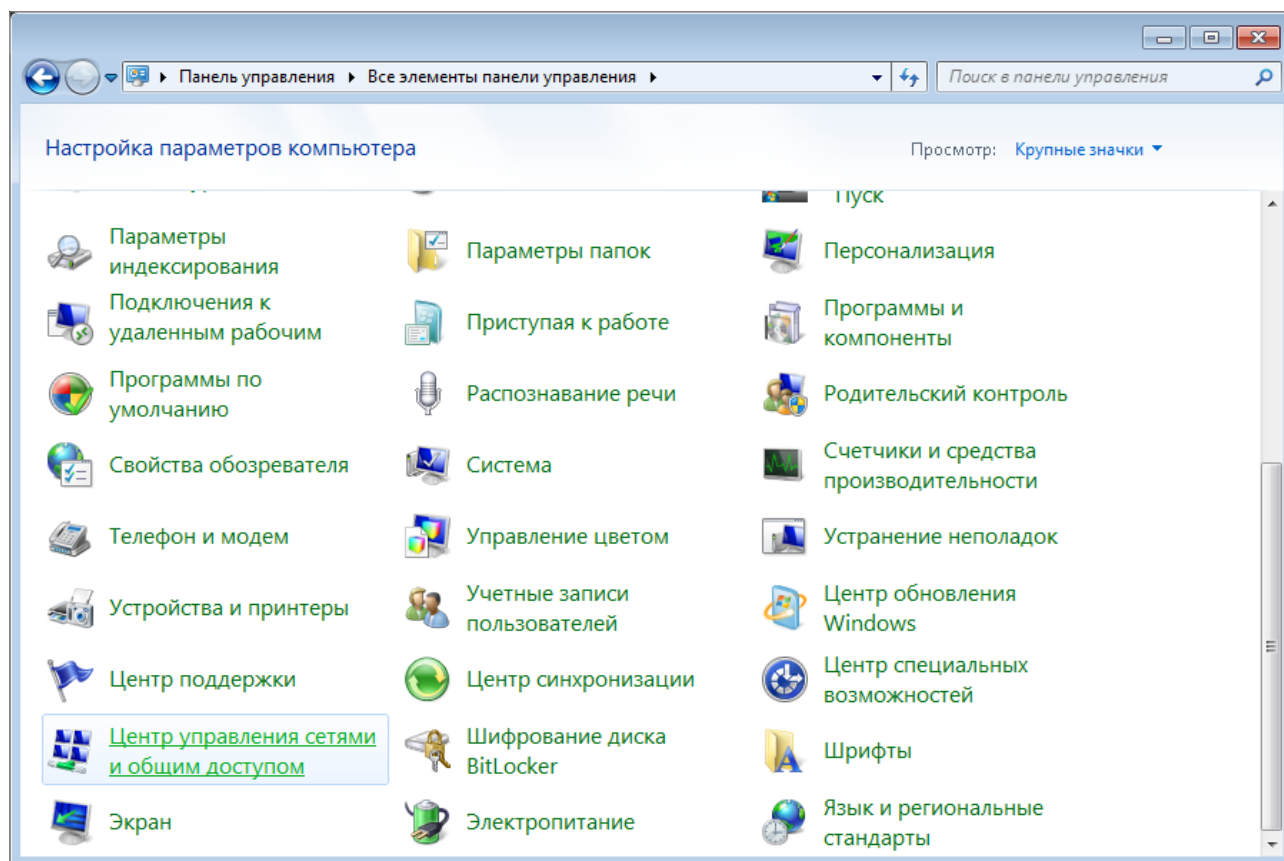 Панель управления
Все элементы панели управления
Поиск в панели управления
Настройка параметров компьютера
Просмотр: Крупные значки
Пуск
Параметры
индексирования
Параметры папок
Персонализация
Подключения к
удаленным рабочим
Приступая к работе
Программы и
компоненты
Программы по
умолчанию
Распознавание речи
Родительский контроль
Свойства обозревателя
Система
Счетчики и средства
производительности
Телефон и модем
Управление цветом
Устранение неполадок
Устройства и принтеры
Учетные записи
пользователей
Центр обновления
Windows
Центр поддержки
Центр синхронизации
Центр специальных
возможностей
Центр управления сетями
и общим доступом
Шифрование диска
BitLocker
Шрифты
Экран
Электропитание
Язык и региональные
стандарты